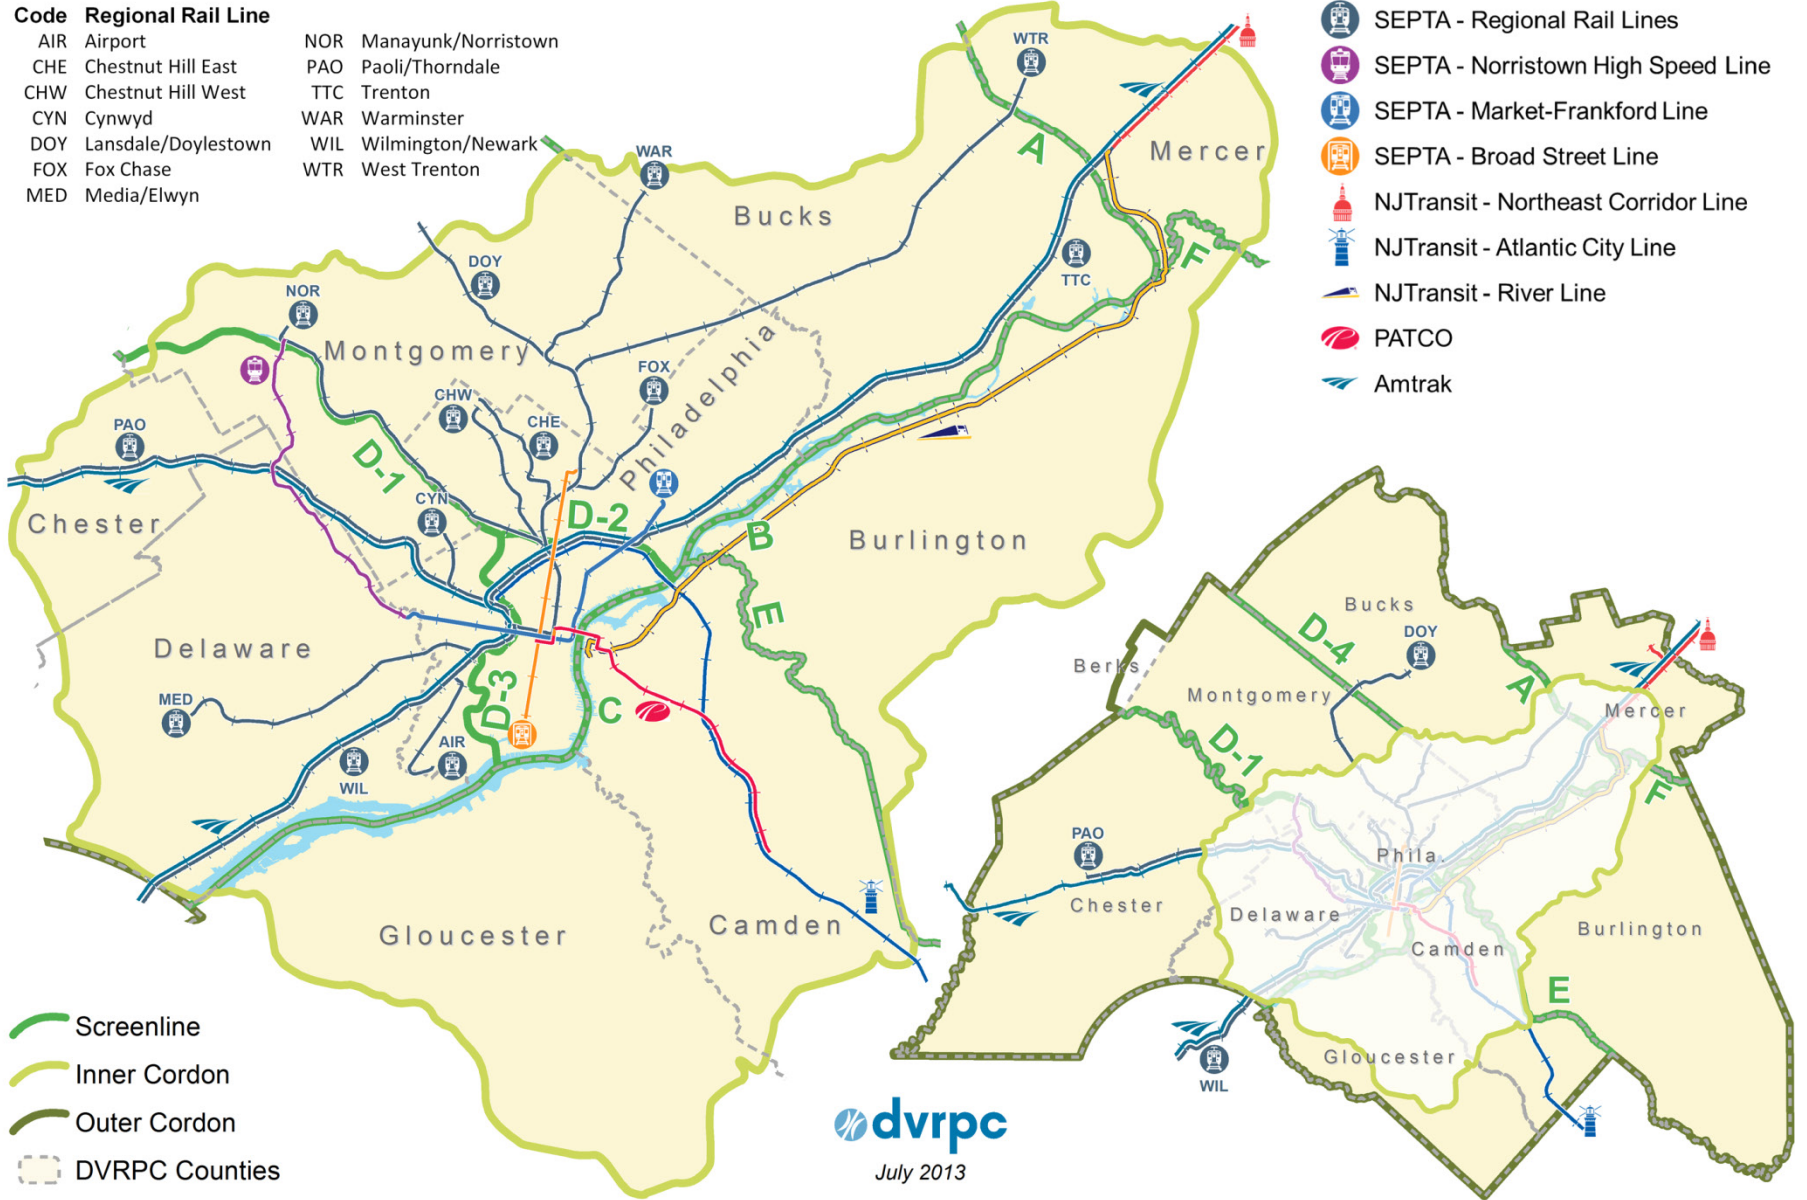 Code Regional Rail Line
AIR Airport
CHE Chestnut Hill East
CHW Chestnut Hill West
CYN Cynwyd
DOY Lansdale/Doylestown
FOX Fox Chase
MED Media/Elwyn
NOR Manayunk/Norristown
PAO Paoli/Thorndale
TTC Trenton
WAR Warminster
WIL Wilmington/Newark
WTR West Trenton
SEPTA - Regional Rail Lines
SEPTA - Norristown High Speed Line
SEPTA - Market-Frankford Line
SEPTA - Broad Street Line
NJTransit - Northeast Corridor Line
NJTransit - Atlantic City Line
NJTransit - River Line
PATCO
Amtrak
WTR
A
Mercer
WAR
Bucks
F
DOY
TTC
NOR
Montgomery
Philadelphia
FOX
CHW
CHE
PAO
D-1
CYN
Chester
D-2
B
Burlington
E
Delaware
D-3
C
MED
AIR
WIL
Gloucester
Camden
Bucks
D-4
DOY
Berks
Montgomery
A
Mercer
D-1
F
PAO
Phila.
Chester
Delaware
Camden
Burlington
E
Gloucester
WIL
Screenline
Inner Cordon
Outer Cordon
DVRPC Counties
dvrpc
July 2013